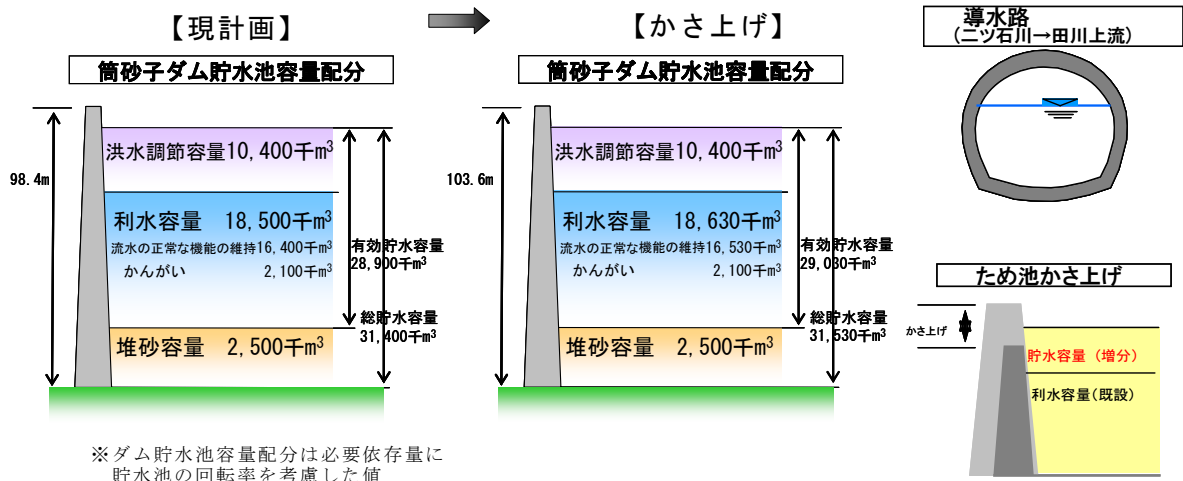 【現計画】
筒砂子ダム貯水池容量配分
98.4m
洪水調節容量10,400千m³
利水容量 18,500千m³
流水の正常な機能の維持16,400千m³
かんがい 2,100千m³
有効貯水容量
28,900千m³
総貯水容量
31,400千m³
堆砂容量 2,500千m³
※ダム貯水池容量配分は必要依存量に
貯水池の回転率を考慮した値
【かさ上げ】
筒砂子ダム貯水池容量配分
103.6m
洪水調節容量10,400千m³
利水容量 18,630千m³
流水の正常な機能の維持16,530千m³
かんがい 2,100千m³
有効貯水容量
29,030千m³
総貯水容量
31,530千m³
堆砂容量 2,500千m³
導水路
(二ツ石川→田川上流)
ため池かさ上げ
かさ上げ
貯水容量（増分）
利水容量(既設)